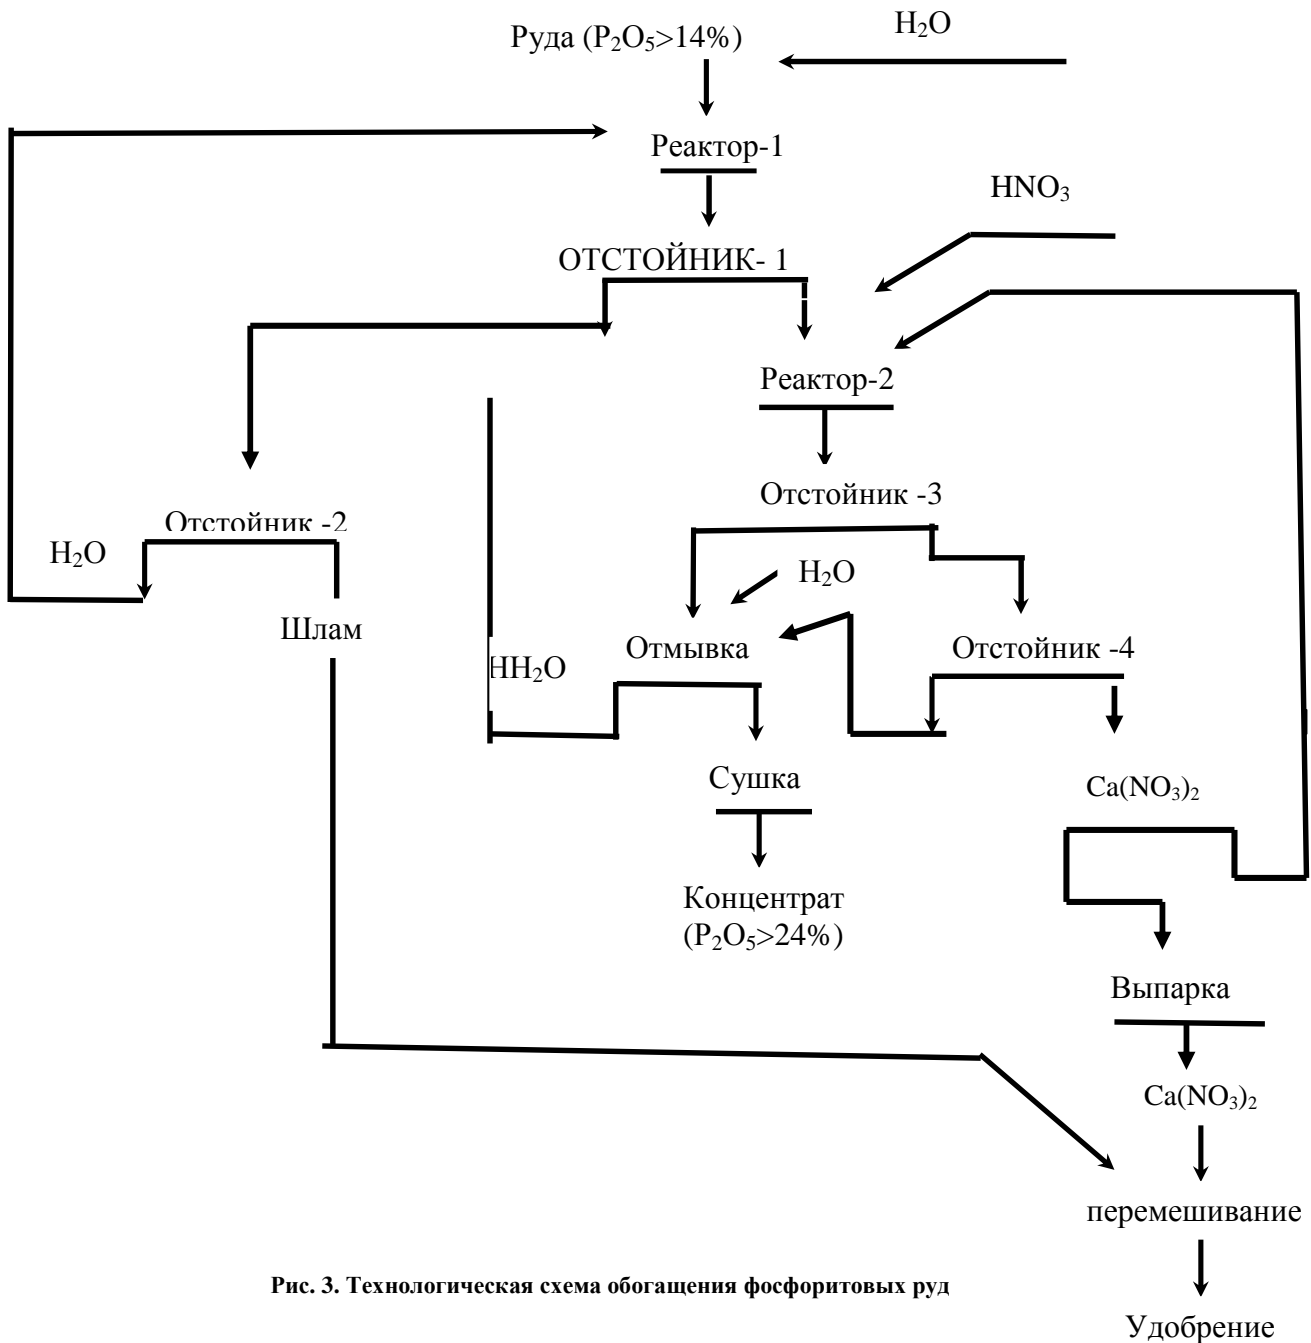 Руда (P₂O₅>14%)
H₂O
Реактор-1
HNO₃
ОТСТОЙНИК- 1
Реактор-2
Отстойник -3
Отстойник -2
H₂O
H₂O
Шлам
Отмывка
Отстойник -4
HH₂O
Сушка
Ca(NO₃)₂
Концентрат
(P₂O₅>24%)
Выпарка
Ca(NO₃)₂
перемешивание
Рис. 3. Технологическая схема обогащения фосфоритовых руд
Удобрение